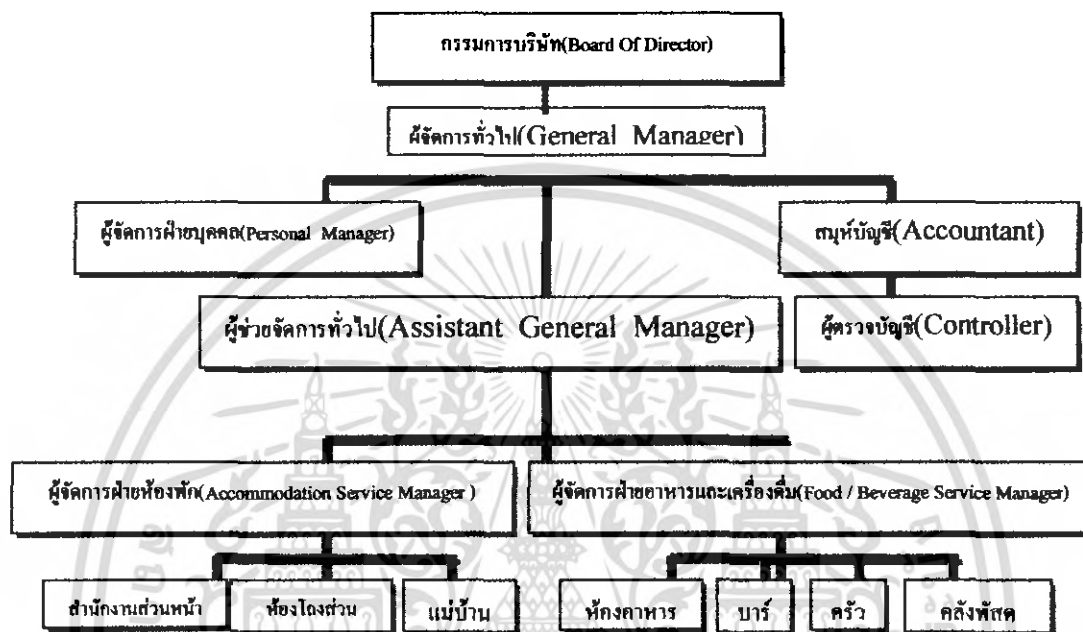 กรรมการบริษัท(Board Of Director)
ผู้จัดการทั่วไป(General Manager)
ผู้จัดการฝ่ายบุคคล(Personal Manager)
สมุห์บัญชี(Accountant)
ผู้ช่วยจัดการทั่วไป(Assistant General Manager)
ผู้ตรวจบัญชี(Controller)
ผู้จัดการฝ่ายห้องพัก(Accommodation Service Manager )
ผู้จัดการฝ่ายอาหารและเครื่องดื่ม(Food / Beverage Service Manager)
สำนักงานส่วนหน้า
ห้องโถงส่วน
แม่บ้าน
ห้องอาหาร
บาร์
ครัว
คลังพัสดุ